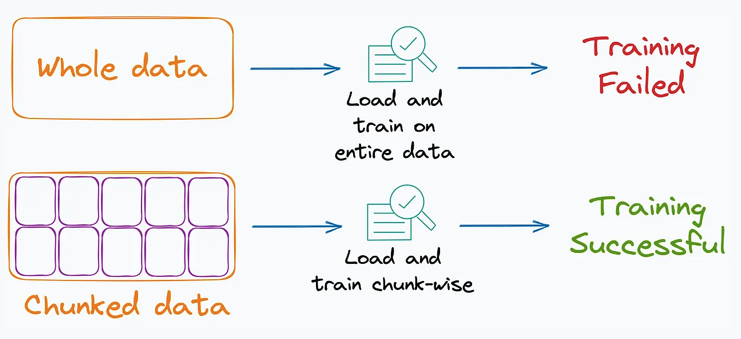 Whole data
Load and
train on
entire data
Training
Failed
Chunked data
Load and
train chunk-wise
Training
Successful